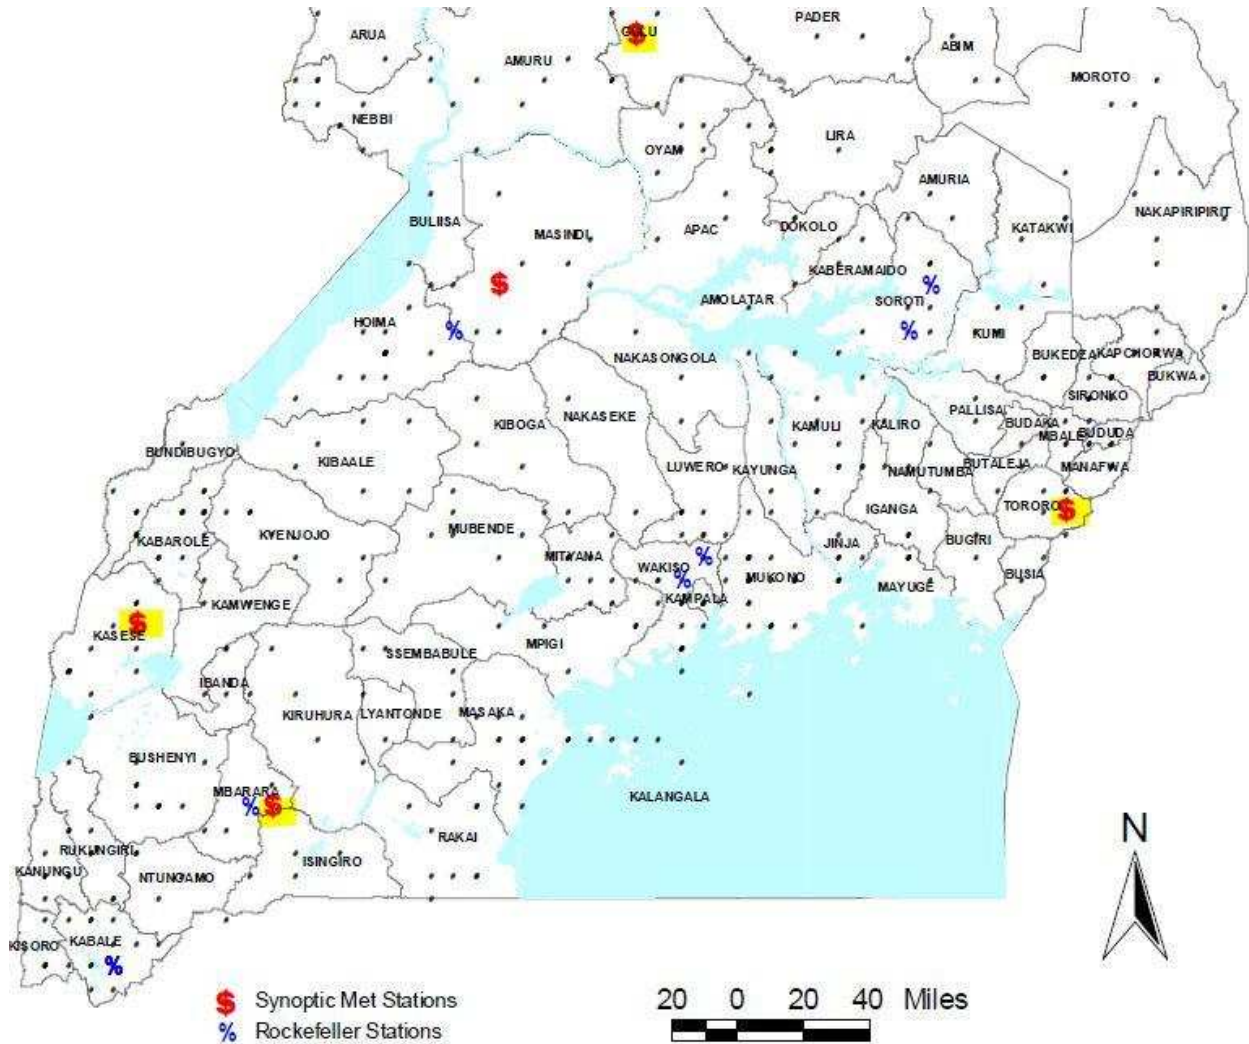 PADER
ARUA
GULU
ABIM
AMURU
MOROTO
NEBBI
LIRA
OYAM
AMURIA
NAKAPIRIPIRIT
BULIISA
DOKOLO
KATAKWI
APAC
MASINDI
KABERAMAIDO
$
%
AMOLATAR
SOROTI
HOIMA
%
%
KUMI
NAKASONGOLA
BUKEDEA
KAPCHORWA
BUKWA
SIRONKO
PALLISA
NAKASEKE
KIBOGA
KAMULI
KALIRO
BUDAKA
MBALE
BUDUDA
BUNDIBUGYO
KIBAALE
LUWERO
KAYUNGA
NAMUTUMBA
BUTALEJA
MANAFWA
TORORO
$
IGANGA
MUBENDE
KYENJOJO
KABAROLE
BUGIRI
JINJA
MITYANA
%
WAKISO
%
MUKONO
BUSIA
MAYUGE
KAMPALA
KAMWENGE
$
KASESE
MPIGI
SSEMBABULE
IBANDA
KIRUHURA
LYANTONDE
MASAKA
BUSHENYI
MBARARA
%
$
KALANGALA
N
RAKAI
RUKUNGIRI
ISINGIRO
KANUNGU
NTUNGAMO
KISORO
KABALE
%
$ Synoptic Met Stations
20 0 20 40 Miles
% Rockefeller Stations